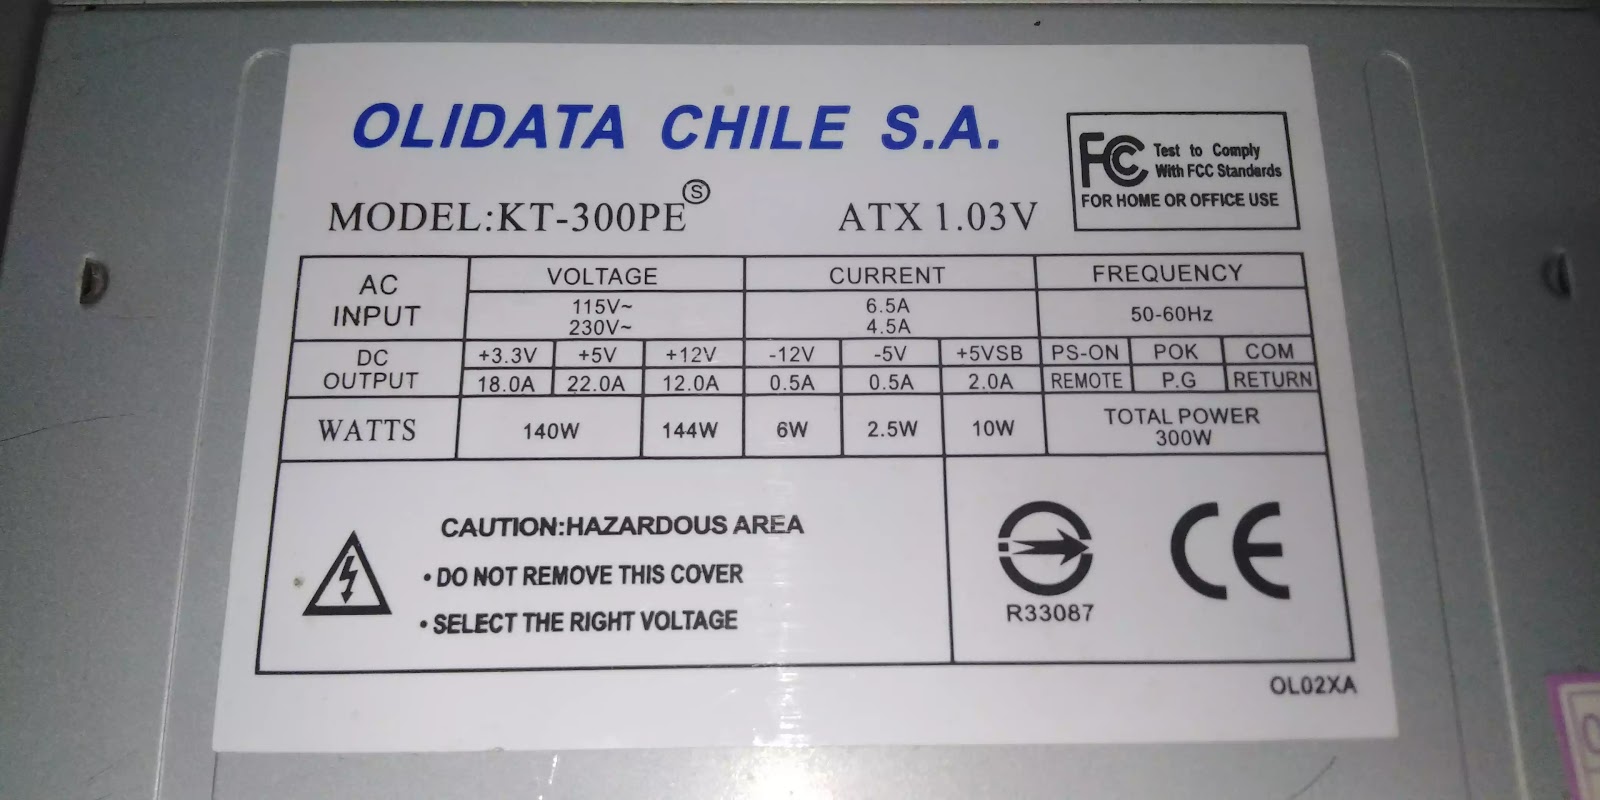 OLIDATA CHILE S.A.
FCC Test to Comply
With FCC Standards
FOR HOME OR OFFICE USE
MODEL:KT-300PE Ⓢ ATX 1.03V
AC INPUT VOLTAGE CURRENT FREQUENCY
115V~ 6.5A 50-60Hz
230V~ 4.5A
DC OUTPUT +3.3V +5V +12V -12V -5V +5VSB PS-ON POK COM
18.0A 22.0A 12.0A 0.5A 0.5A 2.0A REMOTE P.G RETURN
WATTS 140W 144W 6W 2.5W 10W TOTAL POWER
300W
CAUTION:HAZARDOUS AREA
• DO NOT REMOVE THIS COVER
• SELECT THE RIGHT VOLTAGE
R33087
CE
OL02XA